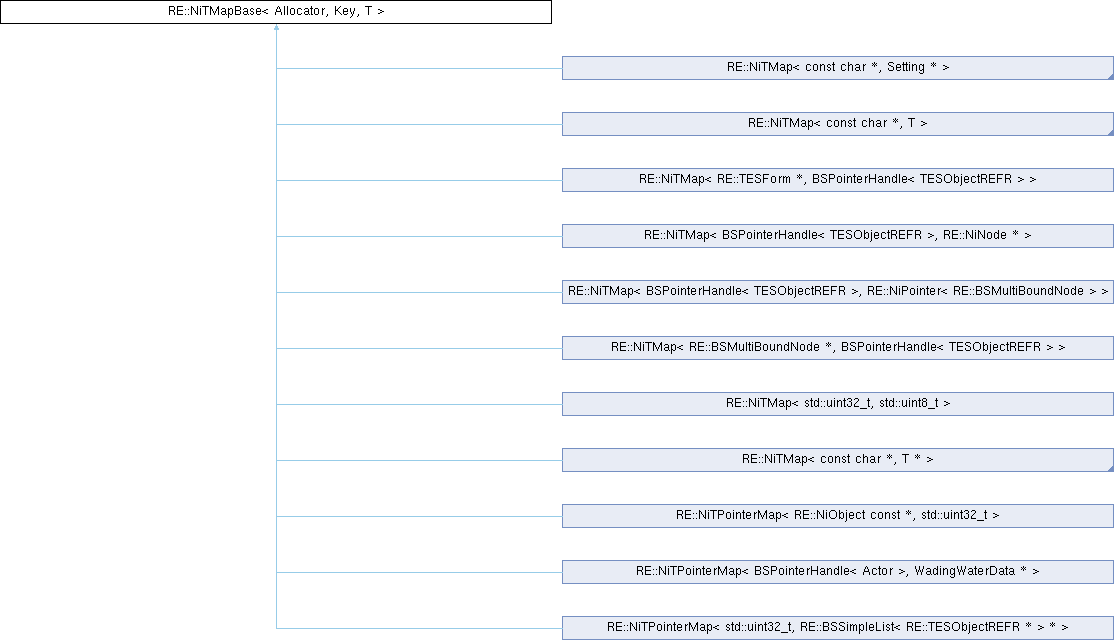 RE::NiTMapBase< Allocator, Key, T >
RE::NiTMap< const char *, Setting * >
RE::NiTMap< const char *, T >
RE::NiTMap< RE::TESForm *, BSPointerHandle< TESObjectREFR > >
RE::NiTMap< BSPointerHandle< TESObjectREFR >, RE::NiNode * >
RE::NiTMap< BSPointerHandle< TESObjectREFR >, RE::NiPointer< RE::BSMultiBoundNode > >
RE::NiTMap< RE::BSMultiBoundNode *, BSPointerHandle< TESObjectREFR > >
RE::NiTMap< std::uint32_t, std::uint8_t >
RE::NiTMap< const char *, T * >
RE::NiTPointerMap< RE::NiObject const *, std::uint32_t >
RE::NiTPointerMap< BSPointerHandle< Actor >, WadingWaterData * >
RE::NiTPointerMap< std::uint32_t, RE::BSSimpleList< RE::TESObjectREFR * > * >